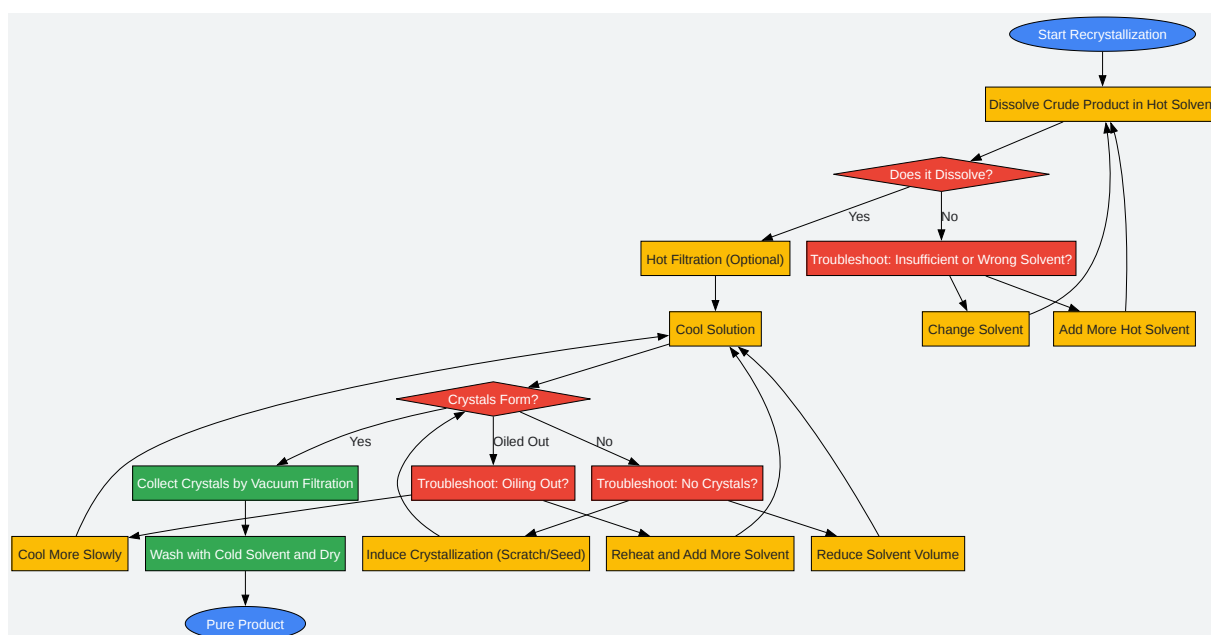 Start Recrystallization
Dissolve Crude Product in Hot Solven
Does it Dissolve?
Yes
No
Hot Filtration (Optional)
Troubleshoot: Insufficient or Wrong Solvent?
Cool Solution
Change Solvent
Add More Hot Solvent
Crystals Form?
Yes
Oiled Out
No
Collect Crystals by Vacuum Filtration
Troubleshoot: Oiling Out?
Troubleshoot: No Crystals?
Cool More Slowly
Wash with Cold Solvent and Dry
Induce Crystallization (Scratch/Seed)
Reheat and Add More Solvent
Reduce Solvent Volume
Pure Product